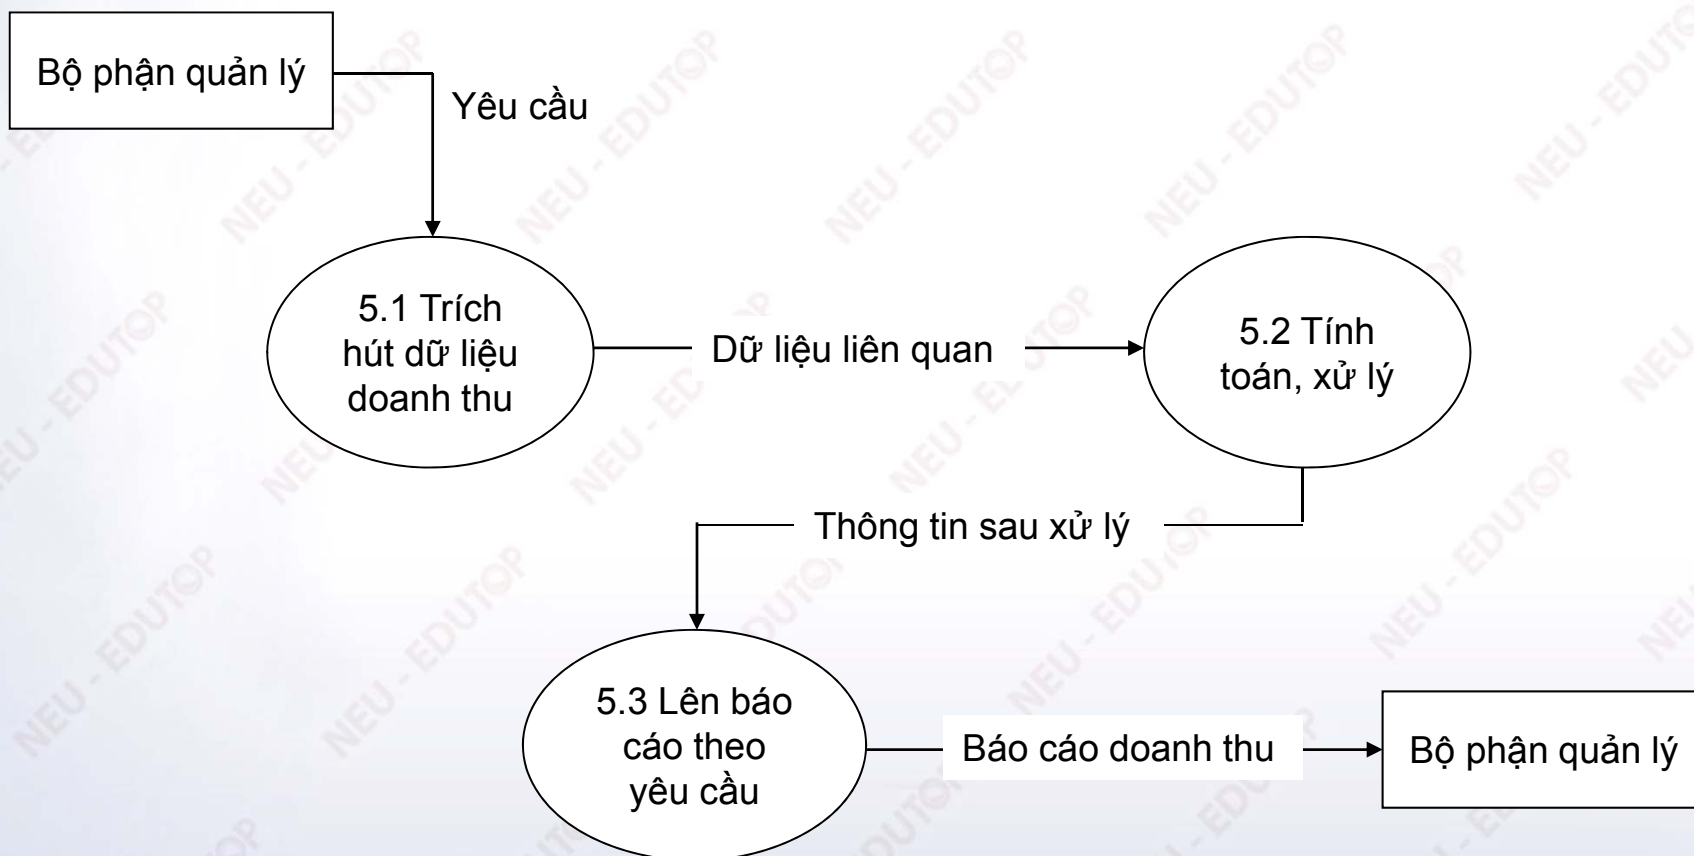 Bộ phận quản lý
Yêu cầu
5.1 Trích
hút dữ liệu
doanh thu
Dữ liệu liên quan
5.2 Tính
toán, xử lý
Thông tin sau xử lý
5.3 Lên báo
cáo theo
yêu cầu
Báo cáo doanh thu
Bộ phận quản lý
NEU - EDUTOP